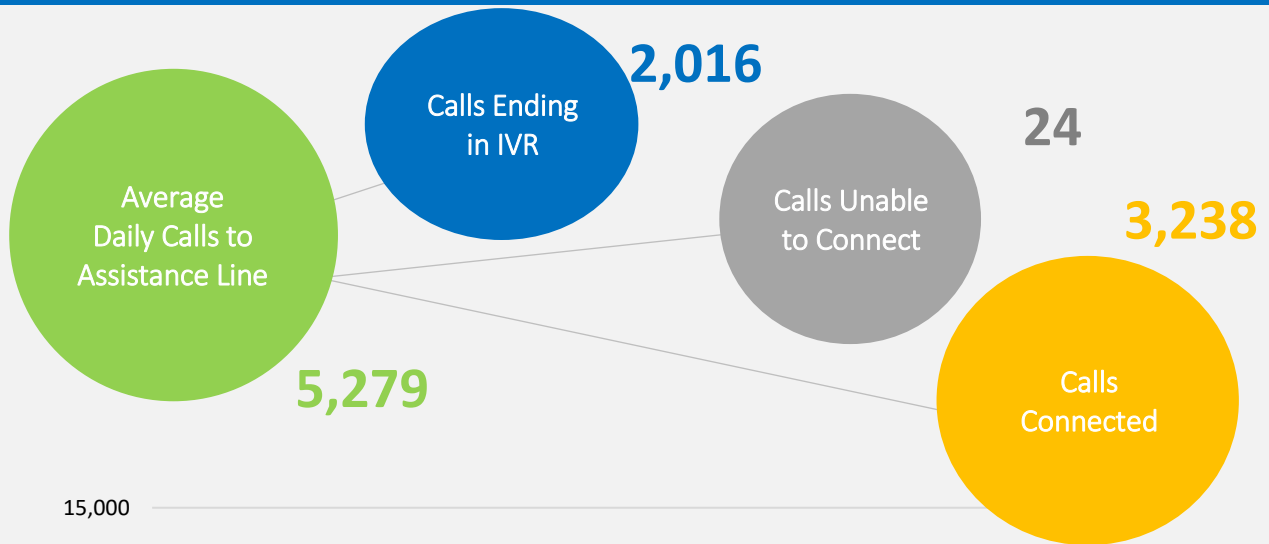 Average
Daily Calls to
Assistance Line
5,279
Calls Ending
in IVR
2,016
Calls Unable
to Connect
24
Calls
Connected
3,238
15,000